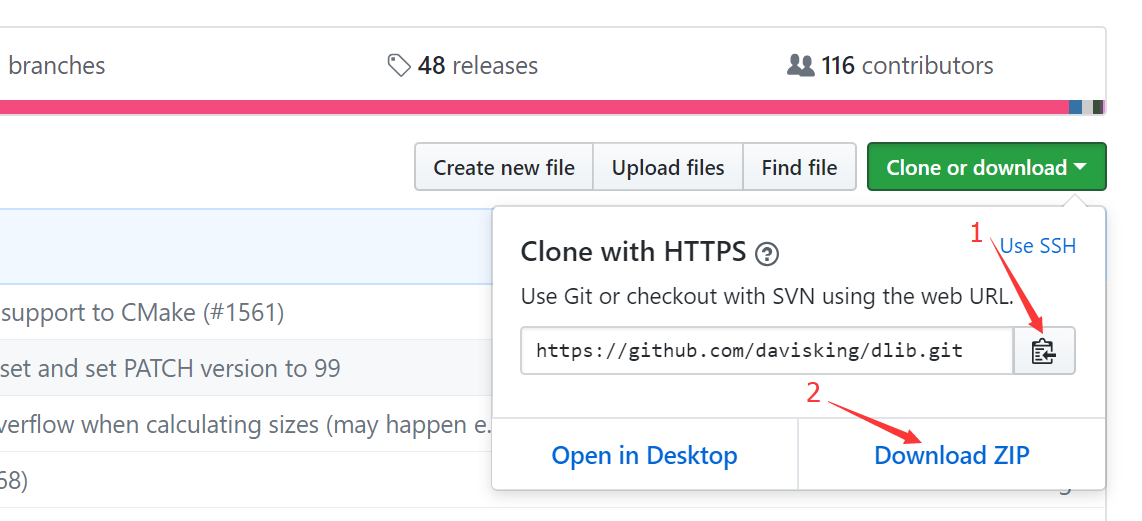 branches 48 releases 116 contributors
Create new file Upload files Find file Clone or download
1
Clone with HTTPS ? Use SSH
Use Git or checkout with SVN using the web URL.
support to CMake (#1561)
https://github.com/davisking/dlib.git
set and set PATCH version to 99
2
verflow when calculating sizes (may happen e.
Open in Desktop Download ZIP
68)